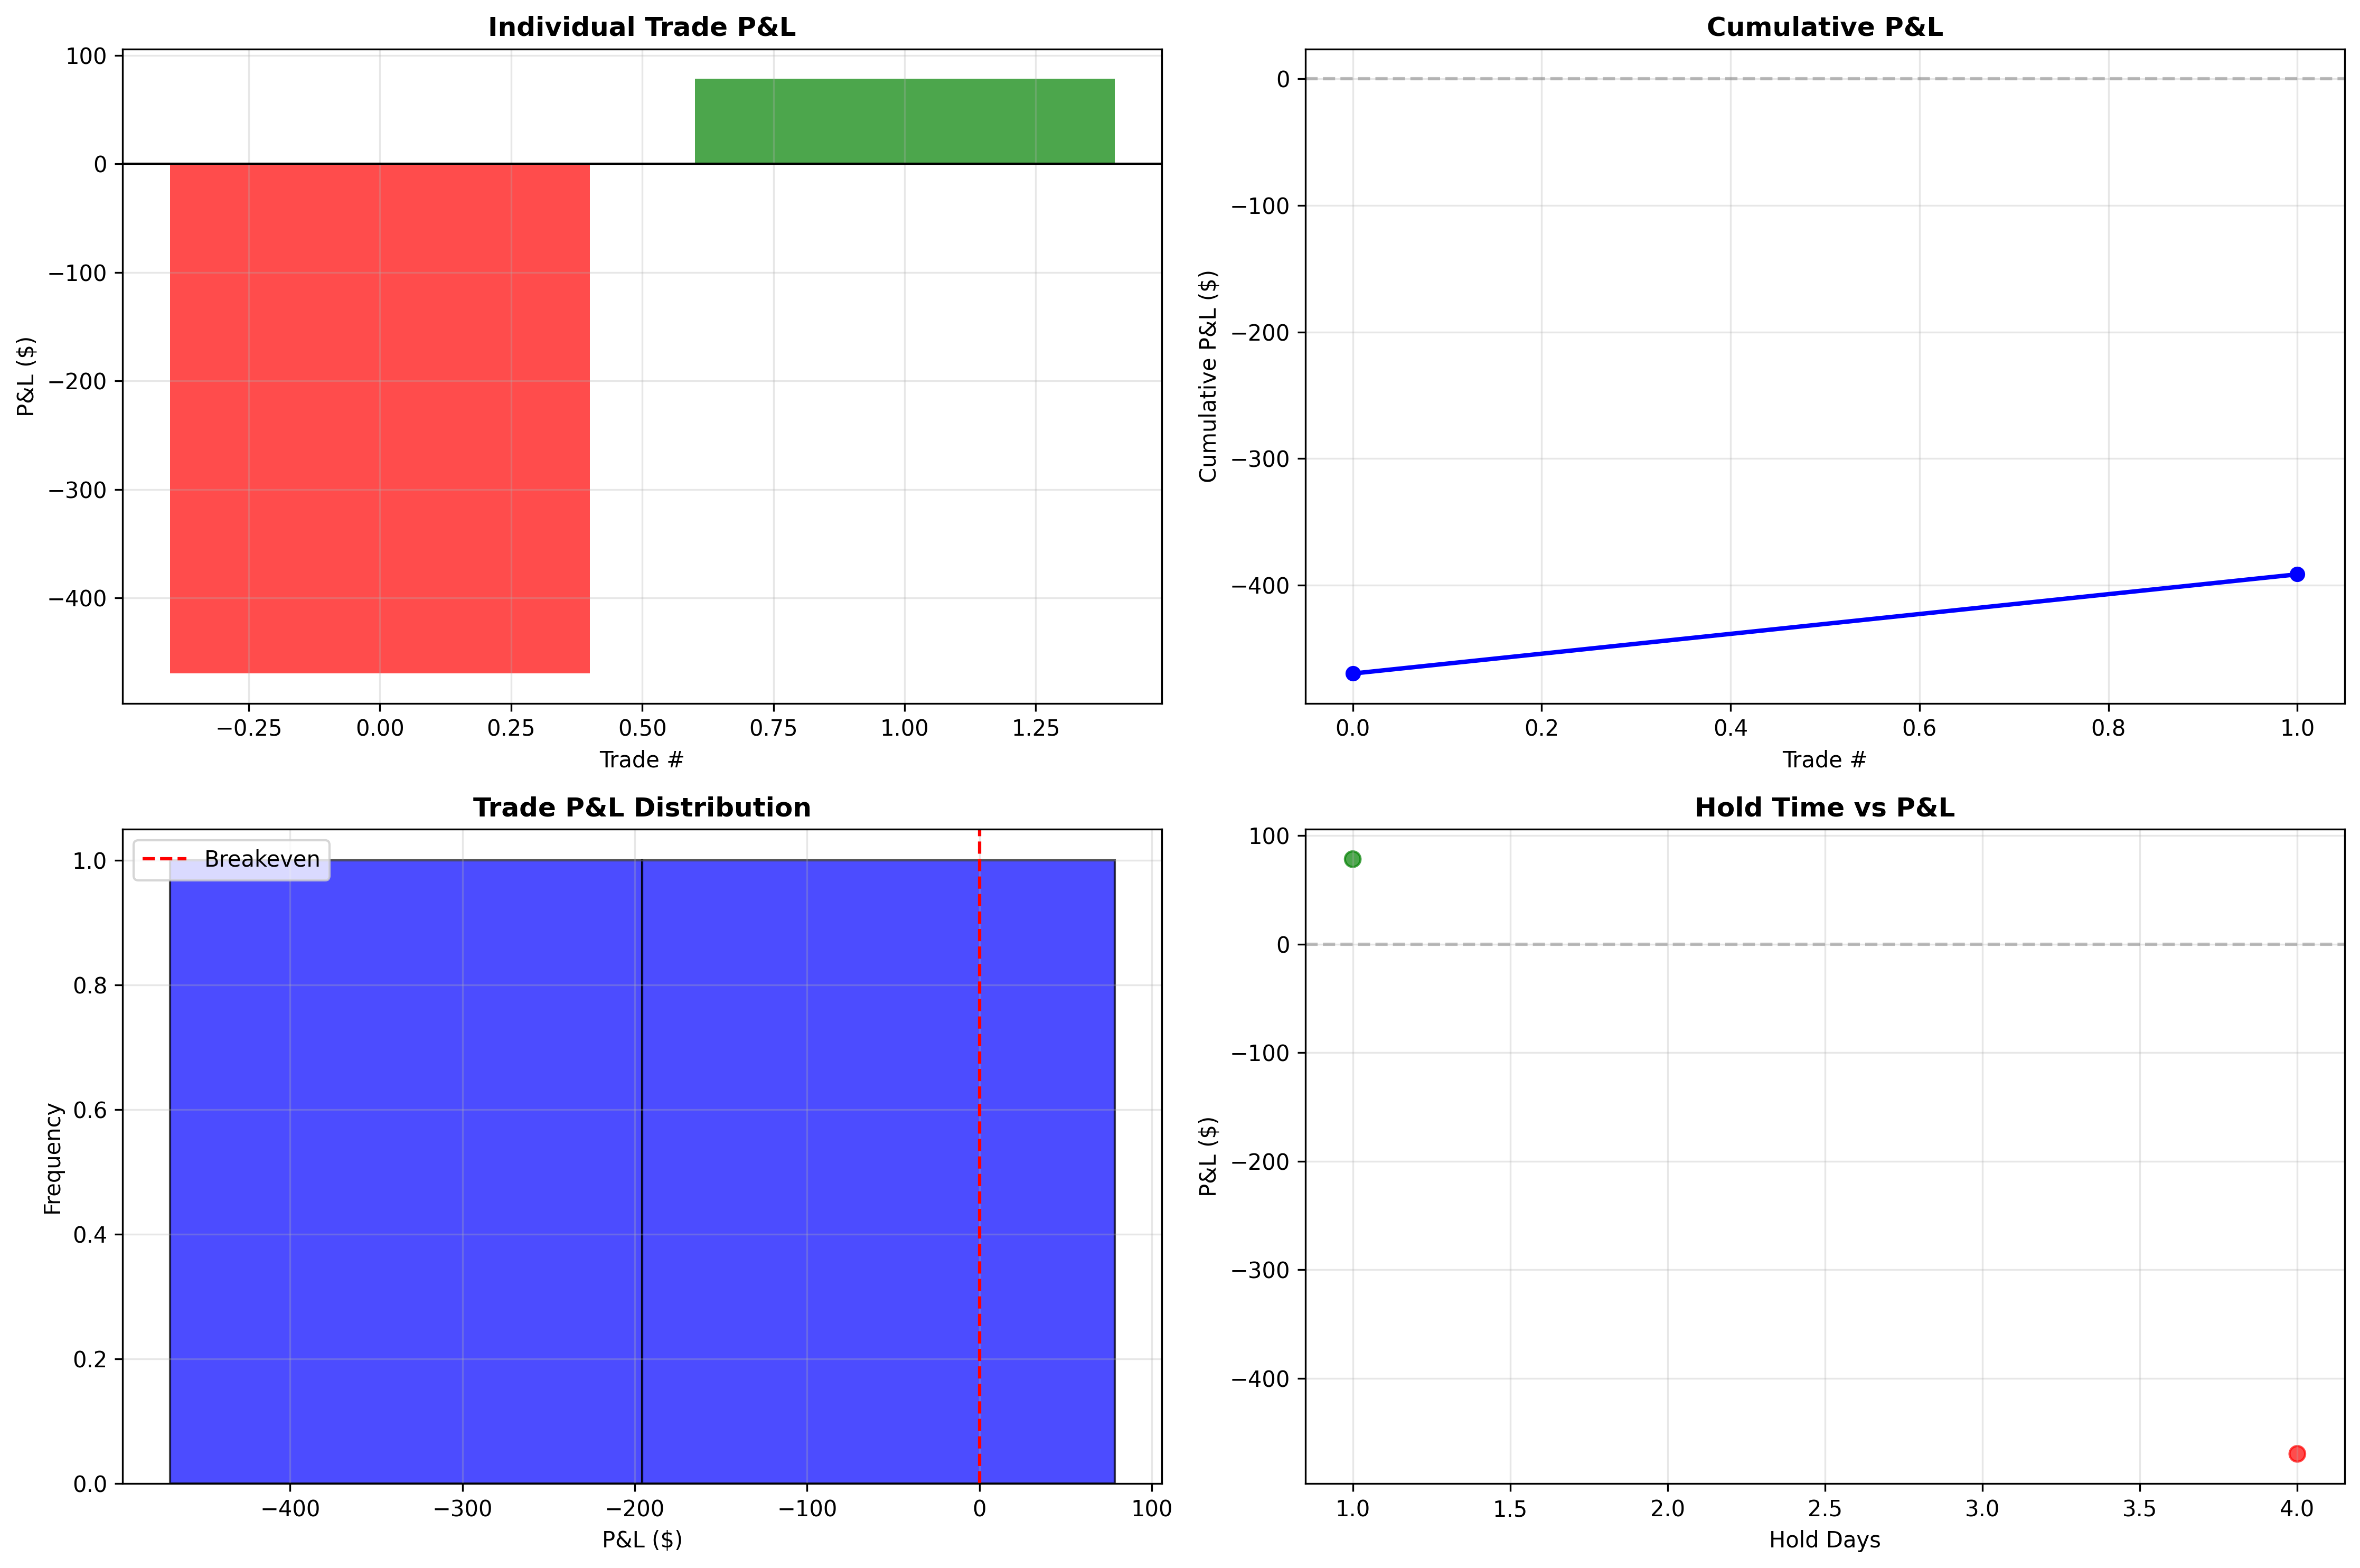 Individual Trade P&L
100
0
−100
−200
−300
−400
P&L ($)
−0.25 0.00 0.25 0.50 0.75 1.00 1.25
Trade #
Cumulative P&L
0
−100
−200
−300
−400
Cumulative P&L ($)
0.0 0.2 0.4 0.6 0.8 1.0
Trade #
Trade P&L Distribution
Breakeven
1.0
0.8
0.6
0.4
0.2
0.0
Frequency
−400 −300 −200 −100 0 100
P&L ($)
Hold Time vs P&L
100
0
−100
−200
−300
−400
P&L ($)
1.0 1.5 2.0 2.5 3.0 3.5 4.0
Hold Days